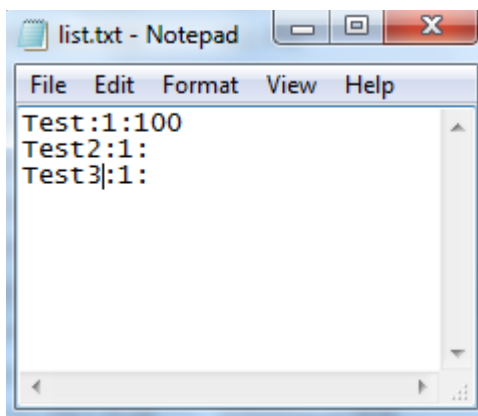 list.txt - Notepad
File Edit Format View Help
Test:1:100
Test2:1:
Test3:1: